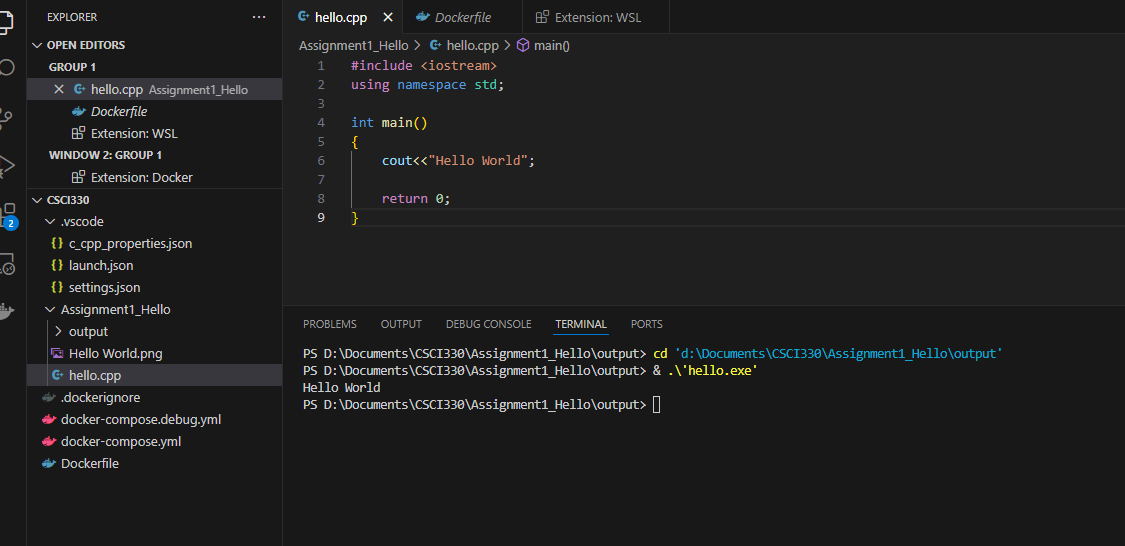 EXPLORER
OPEN EDITORS
GROUP 1
hello.cpp Assignment1_Hello
Dockerfile
Extension: WSL
WINDOW 2: GROUP 1
Extension: Docker
CSCI330
.vscode
{} c_cpp_properties.json
{} launch.json
{} settings.json
Assignment1_Hello
output
Hello World.png
hello.cpp
.dockerignore
docker-compose.debug.yml
docker-compose.yml
Dockerfile
2
hello.cpp Dockerfile Extension: WSL
Assignment1_Hello > hello.cpp > main()
1 #include <iostream>
2 using namespace std;
3
4 int main()
5 {
6 cout<<"Hello World";
7
8 return 0;
9 }
PROBLEMS OUTPUT DEBUG CONSOLE TERMINAL PORTS
PS D:\Documents\CSCI330\Assignment1_Hello\output> cd 'd:\Documents\CSCI330\Assignment1_Hello\output'
PS D:\Documents\CSCI330\Assignment1_Hello\output> & .\'hello.exe'
Hello World
PS D:\Documents\CSCI330\Assignment1_Hello\output>